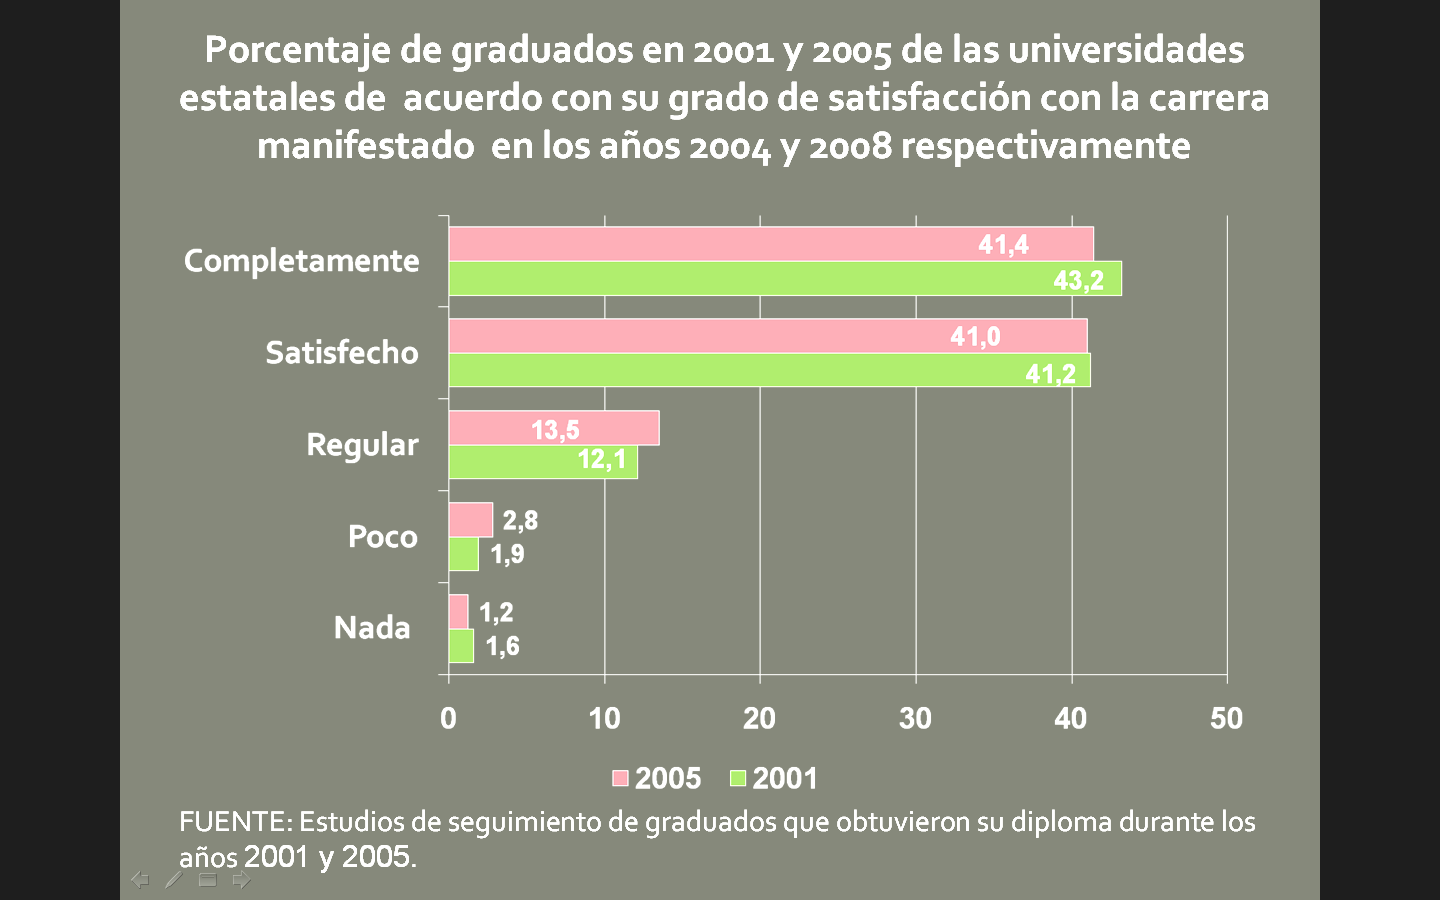 Porcentaje de graduados en 2001 y 2005 de las universidades
estatales de acuerdo con su grado de satisfacción con la carrera
manifestado en los años 2004 y 2008 respectivamente
Completamente
41,4
43,2
Satisfecho
41,0
41,2
Regular
13,5
12,1
Poco
2,8
1,9
Nada
1,2
1,6
0 10 20 30 40 50
2005 2001
FUENTE: Estudios de seguimiento de graduados que obtuvieron su diploma durante los
años 2001 y 2005.